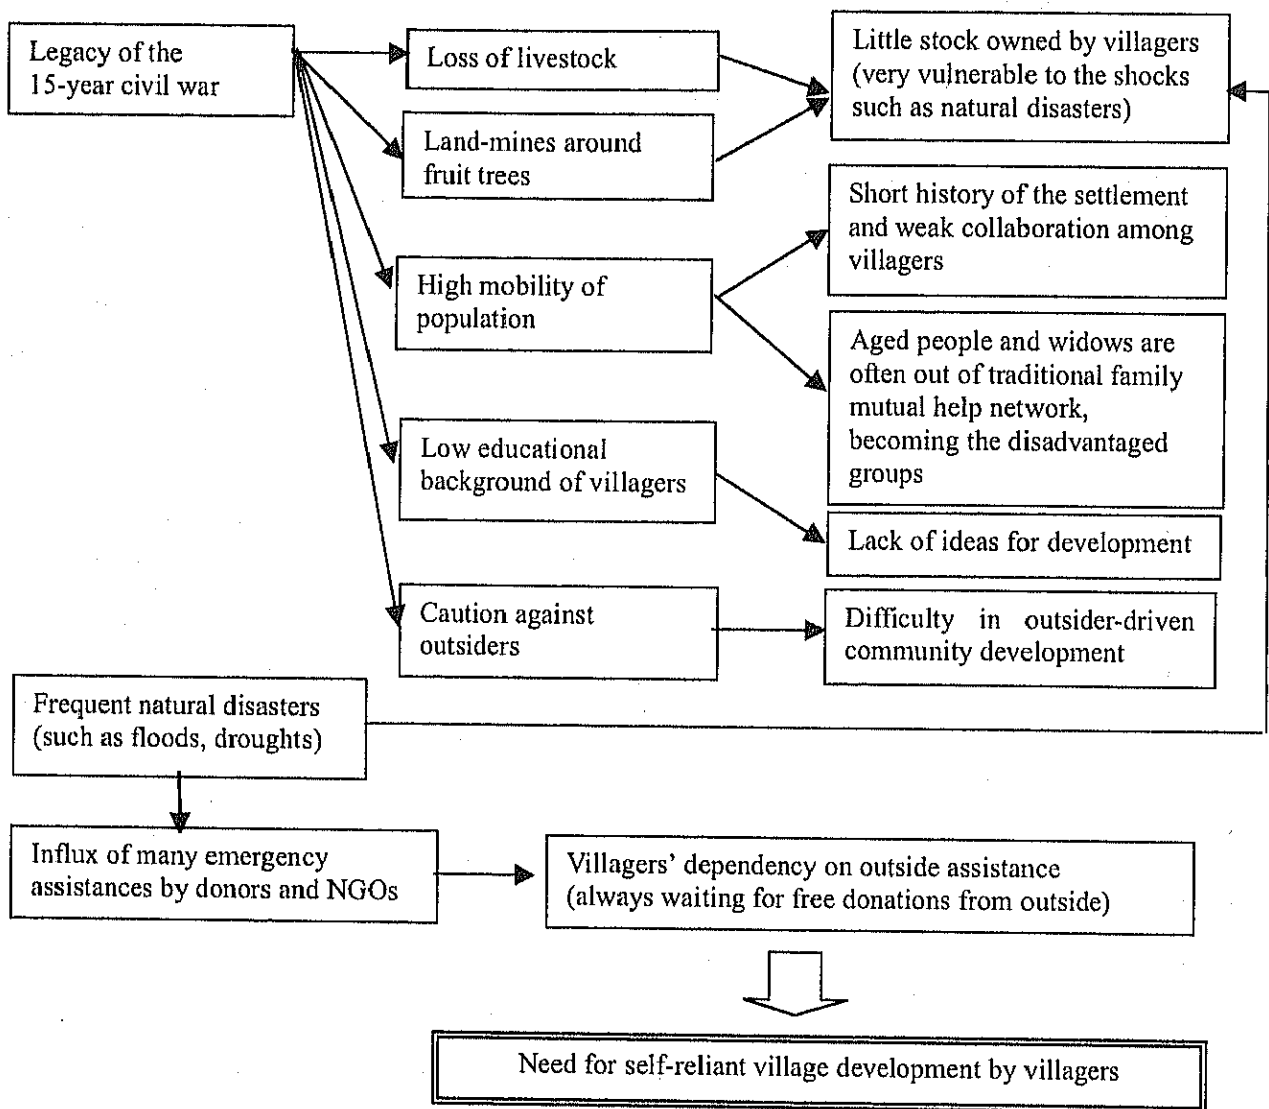 Legacy of the
15-year civil war
Loss of livestock
Little stock owned by villagers
(very vulnerable to the shocks
such as natural disasters)
Land-mines around
fruit trees
Short history of the settlement
and weak collaboration among
villagers
High mobility of
population
Aged people and widows are
often out of traditional family
mutual help network,
becoming the disadvantaged
groups
Low educational
background of villagers
Lack of ideas for development
Caution against
outsiders
Difficulty in outsider-driven
community development
Frequent natural disasters
(such as floods, droughts)
Influx of many emergency
assistances by donors and NGOs
Villagers' dependency on outside assistance
(always waiting for free donations from outside)
Need for self-reliant village development by villagers